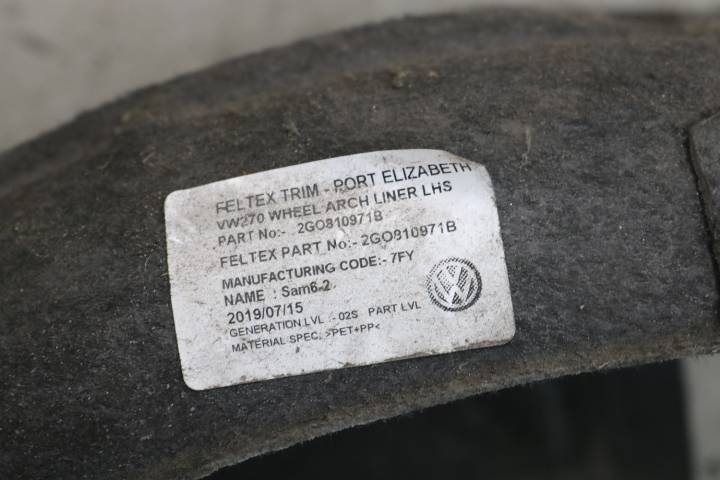 FELTEX TRIM - PORT ELIZABETH
VW270 WHEEL ARCH LINER LHS
PART No:- 2GO810971B
FELTEX PART No:- 2GO810971B
MANUFACTURING CODE:- 7FY
NAME : Sam6-2
2019/07/15
GENERATION LVL :- 02S PART LVL
MATERIAL SPEC: >PET+PP<
VW